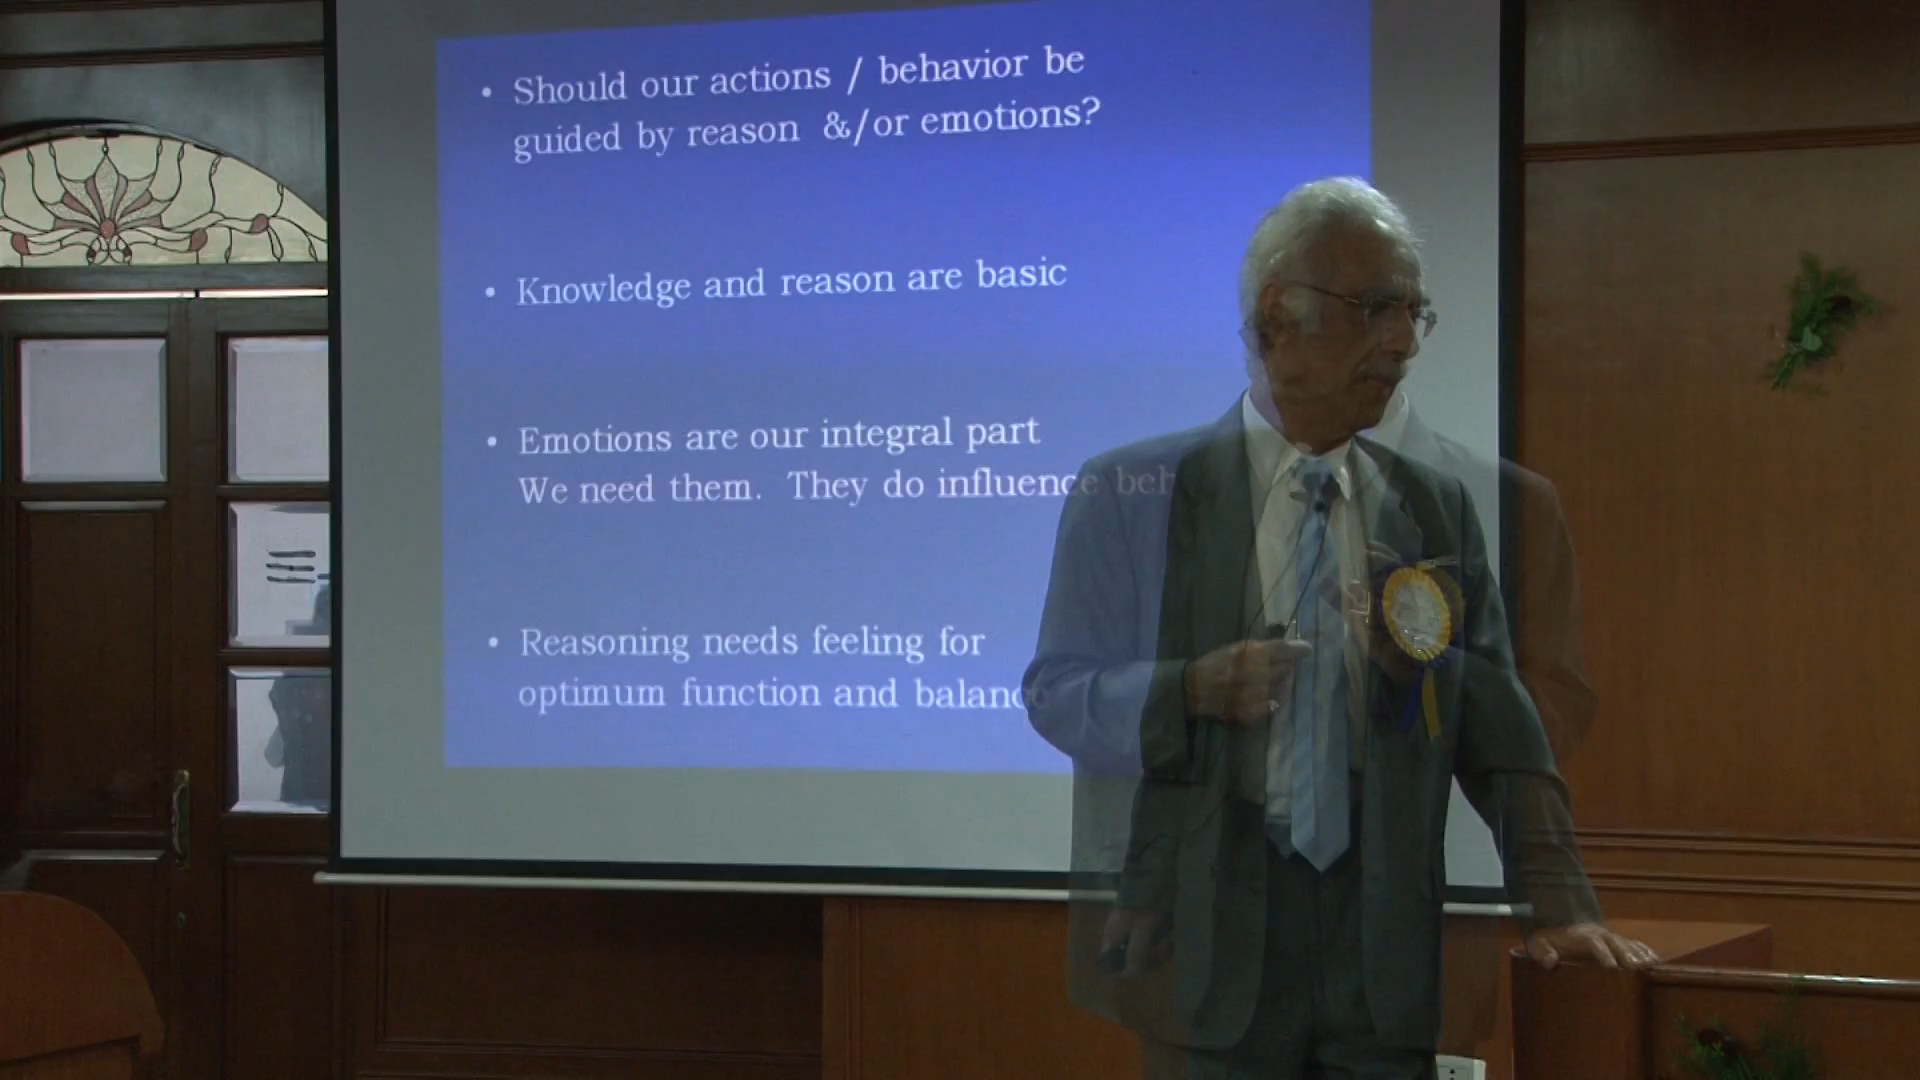 • Should our actions / behavior be
guided by reason &/or emotions?
• Knowledge and reason are basic
• Emotions are our integral part
We need them. They do influence
• Reasoning needs feeling for
optimum function and balance